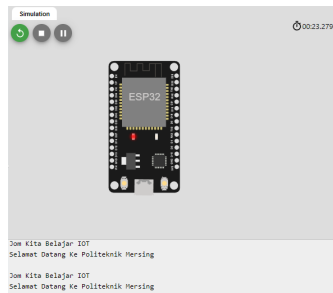 Simulation
00:23.279
ESP32
Jom Kita Belajar IOT
Selamat Datang Ke Politeknik Mersing
Jom Kita Belajar IOT
Selamat Datang Ke Politeknik Mersing